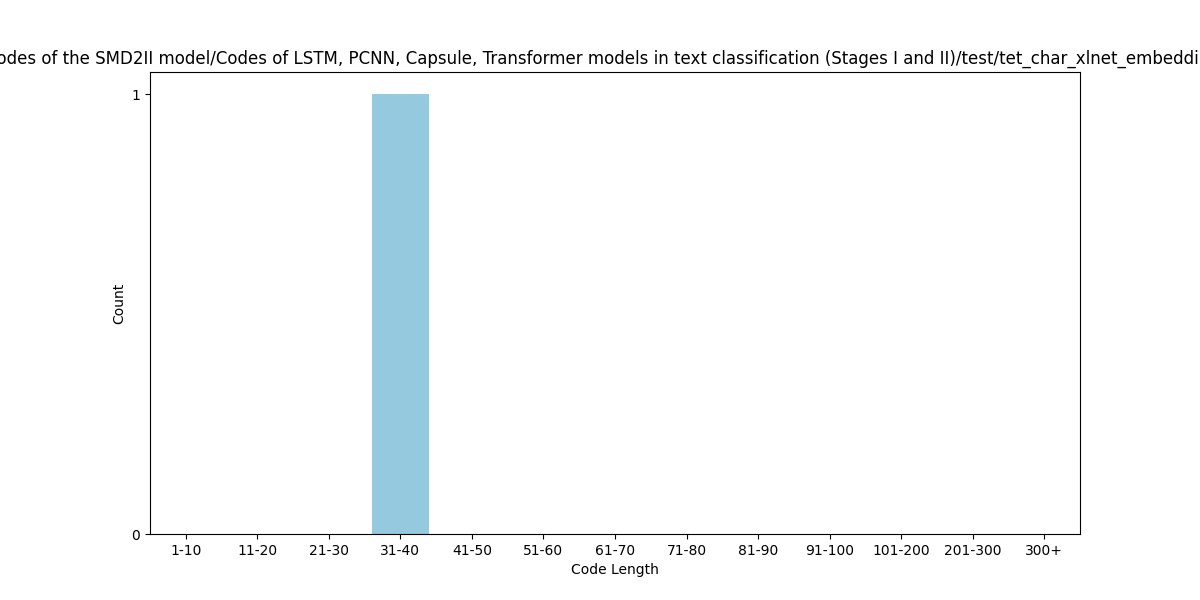 odes of the SMD2II model/Codes of LSTM, PCNN, Capsule, Transformer models in text classification (Stages I and II)/test/tet_char_xlnet_embeddi
1
Count
0
1-10 11-20 21-30 31-40 41-50 51-60 61-70 71-80 81-90 91-100 101-200 201-300 300+
Code Length